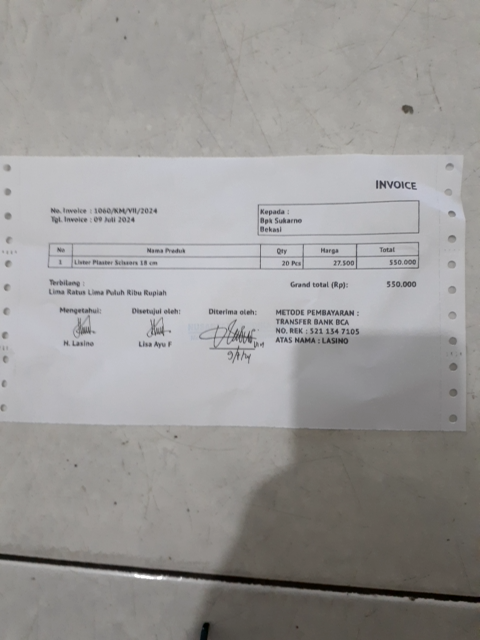 INVOICE
No. Invoice : 1060/KM/VII/2024
Tgl. Invoice : 09 Juli 2024
Kepada :
Bpk Sukarno
Bekasi
No Nama Produk Qty Harga Total
1 Lister Plaster Scissors 18 cm 20 Pcs 27.500 550.000
Terbilang :
Lima Ratus Lima Puluh Ribu Rupiah
Grand total (Rp): 550.000
Mengetahui: Disetujui oleh: Diterima oleh:
N. Lasino Lisa Ayu F
9/7/24
METODE PEMBAYARAN :
TRANSFER BANK BCA
NO. REK : 521 134 7105
ATAS NAMA : LASINO